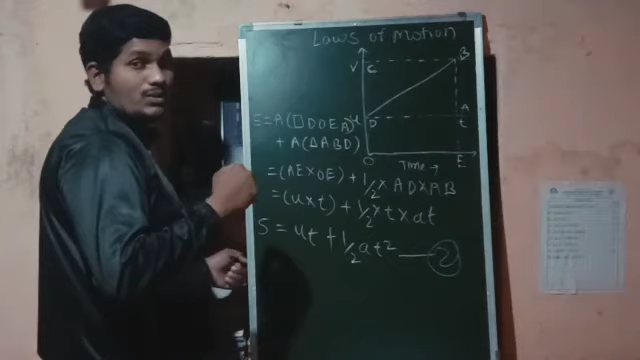 Laws of Motion
V C B
S = A(□DOEA) u D A
+ A(△ABD) t
O Time → E
= (AE×OE) + 1/2 × AD×AB
= (u×t) + 1/2 × t × at
S = ut + 1/2 at² — ②